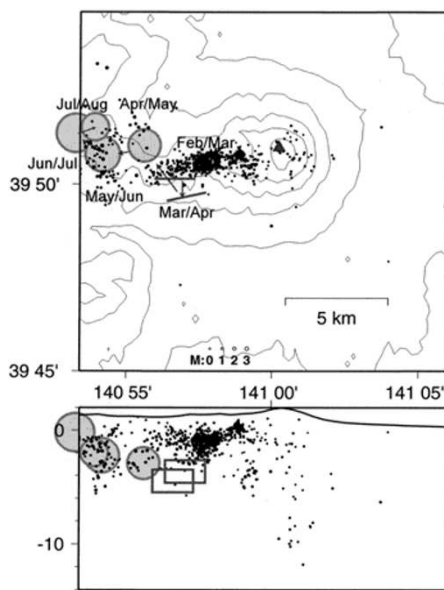 Jul/Aug Apr/May
Feb/Mar
Jun/Jul
39 50'
May/Jun
Mar/Apr
5 km
M:0 1 2 3
39 45'
140 55' 141 00' 141 05'
0
-10